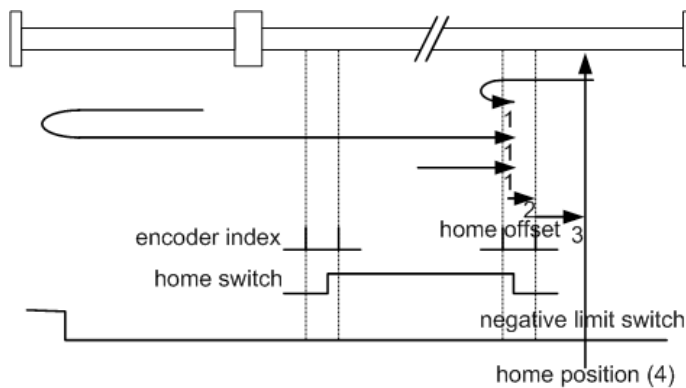 1
1
1
2
home offset
3
encoder index
home switch
negative limit switch
home position (4)